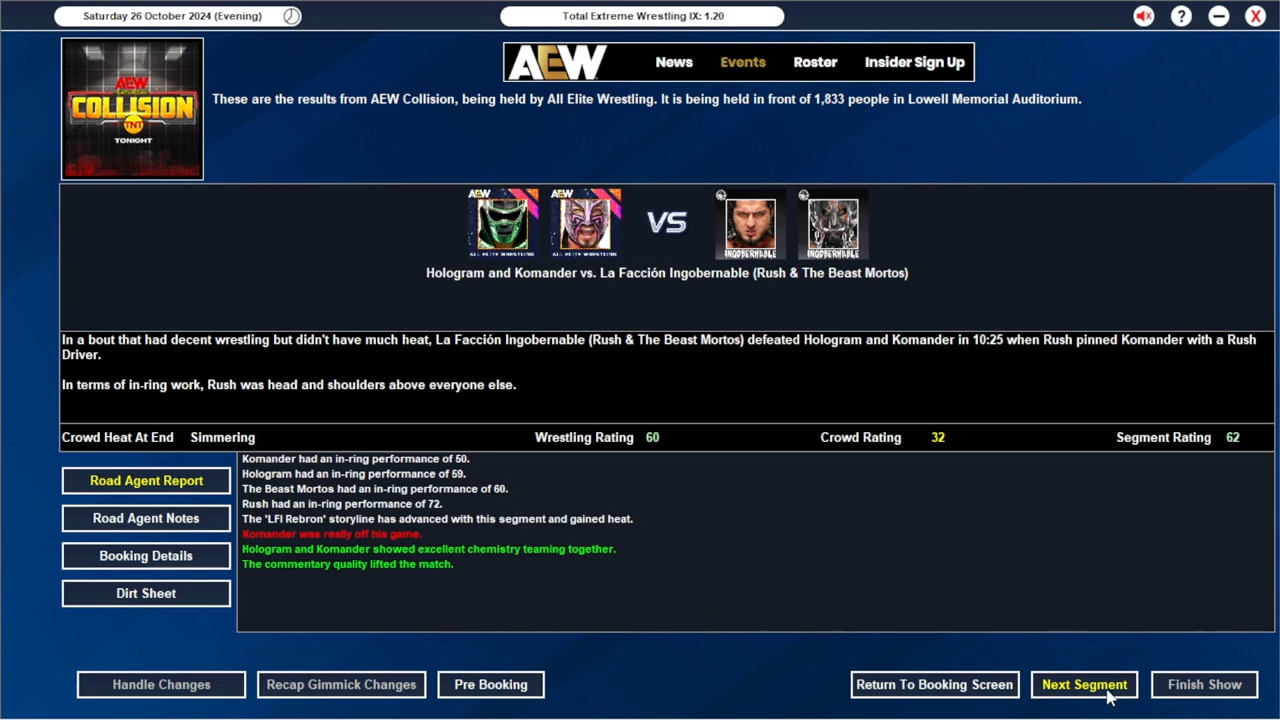 Saturday 26 October 2024 (Evening)
Total Extreme Wrestling IX: 1.20
?
X
AEW
COLLISION
TNT
TONIGHT
AEW
News
Events
Roster
Insider Sign Up
These are the results from AEW Collision, being held by All Elite Wrestling. It is being held in front of 1,833 people in Lowell Memorial Auditorium.
AEW
ALL ELITE WRESTLING
AEW
ALL ELITE WRESTLING
VS
INGOBERNABLE
INGOBERNABLE
Hologram and Komander vs. La Facción Ingobernable (Rush & The Beast Mortos)
In a bout that had decent wrestling but didn't have much heat, La Facción Ingobernable (Rush & The Beast Mortos) defeated Hologram and Komander in 10:25 when Rush pinned Komander with a Rush
Driver.
In terms of in-ring work, Rush was head and shoulders above everyone else.
Crowd Heat At End Simmering
Wrestling Rating 60
Crowd Rating 32
Segment Rating 62
Road Agent Report
Road Agent Notes
Booking Details
Dirt Sheet
Komander had an in-ring performance of 50.
Hologram had an in-ring performance of 59.
The Beast Mortos had an in-ring performance of 60.
Rush had an in-ring performance of 72.
The 'LFI Rebron' storyline has advanced with this segment and gained heat.
Komander was really off his game.
Hologram and Komander showed excellent chemistry teaming together.
The commentary quality lifted the match.
Handle Changes
Recap Gimmick Changes
Pre Booking
Return To Booking Screen
Next Segment
Finish Show